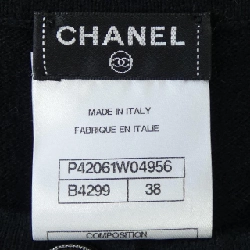 CHANEL
MADE IN ITALY
FABRIQUE EN ITALIE
P42061W04956
B4299 38
COMPOSITION